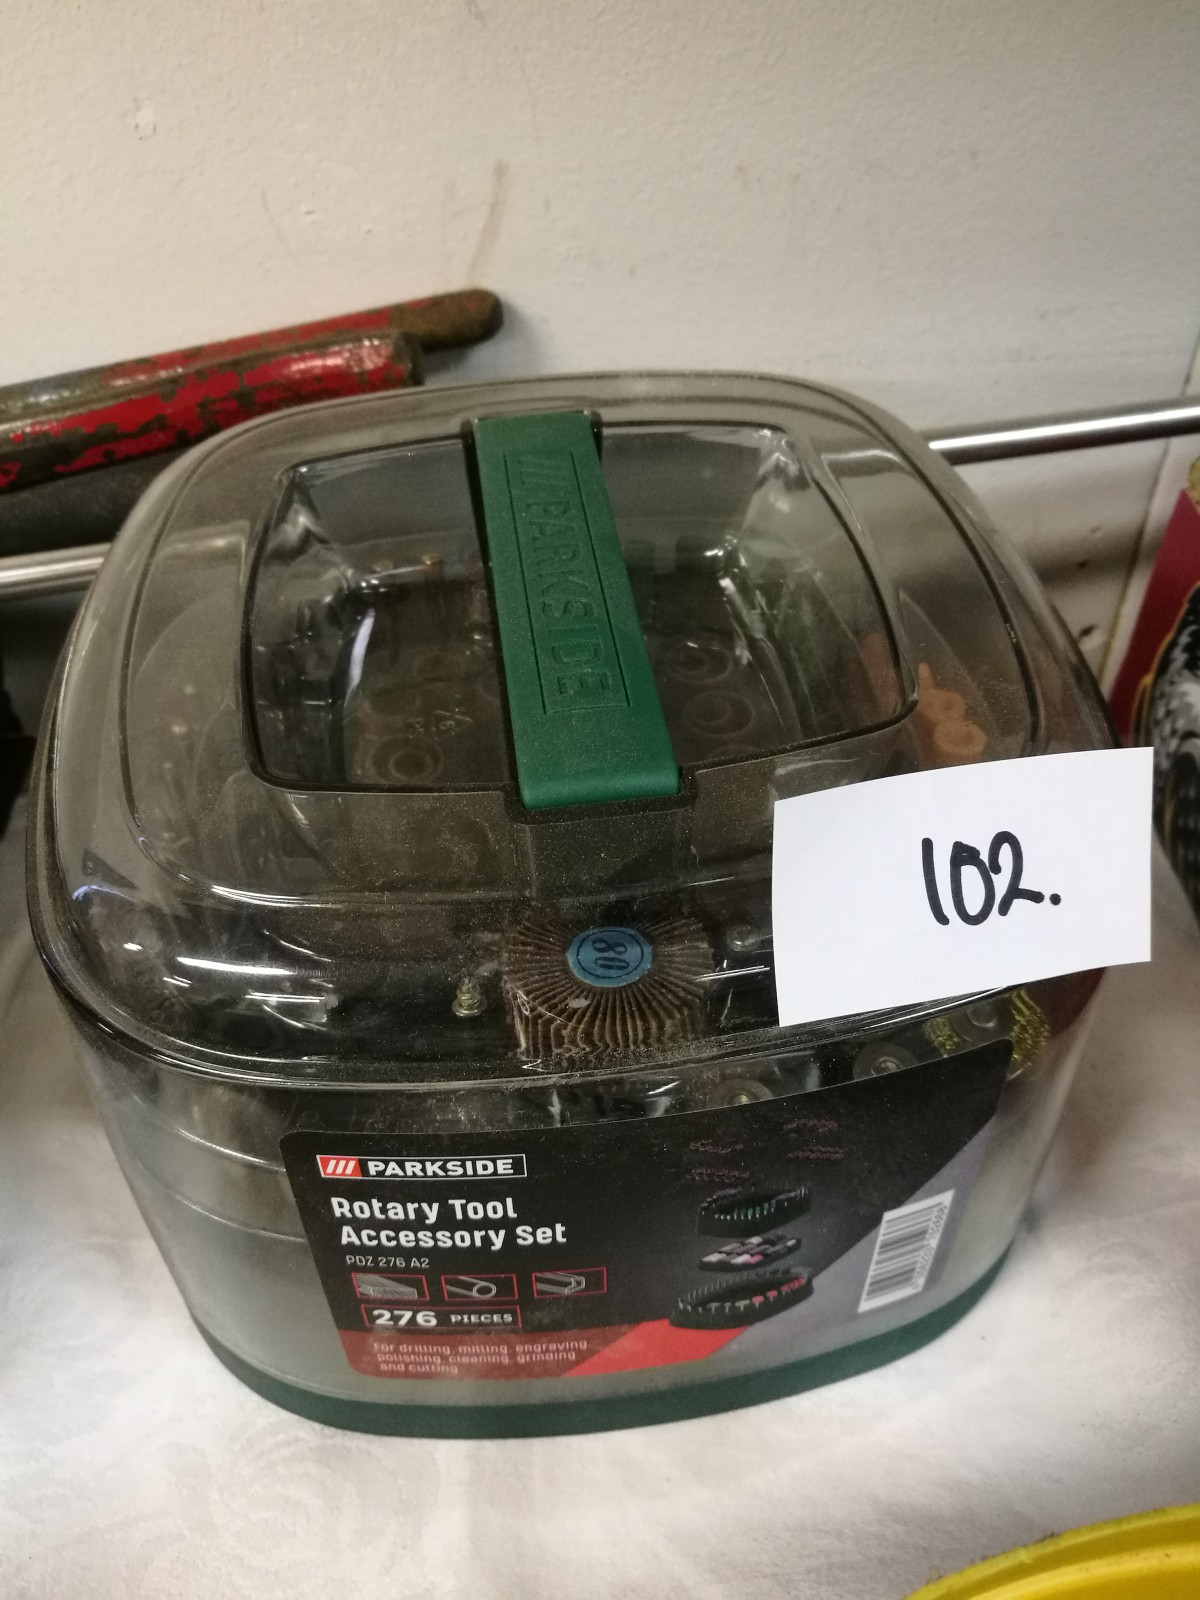 PARKSIDE
102.
80
PARKSIDE
Rotary Tool
Accessory Set
PDZ 276 A2
276 PIECES
For drilling, milling, engraving,
polishing, cleaning, grinding
and cutting